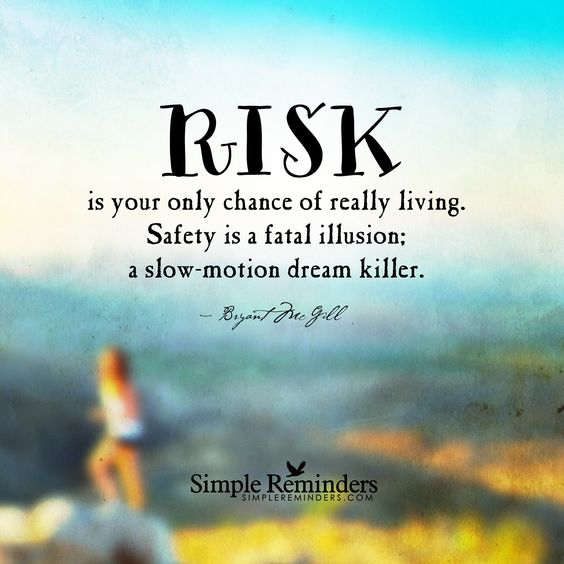 RISK
is your only chance of really living.
Safety is a fatal illusion;
a slow-motion dream killer.
— Bryant McGill
Simple Reminders
SIMPLEREMINDERS.COM